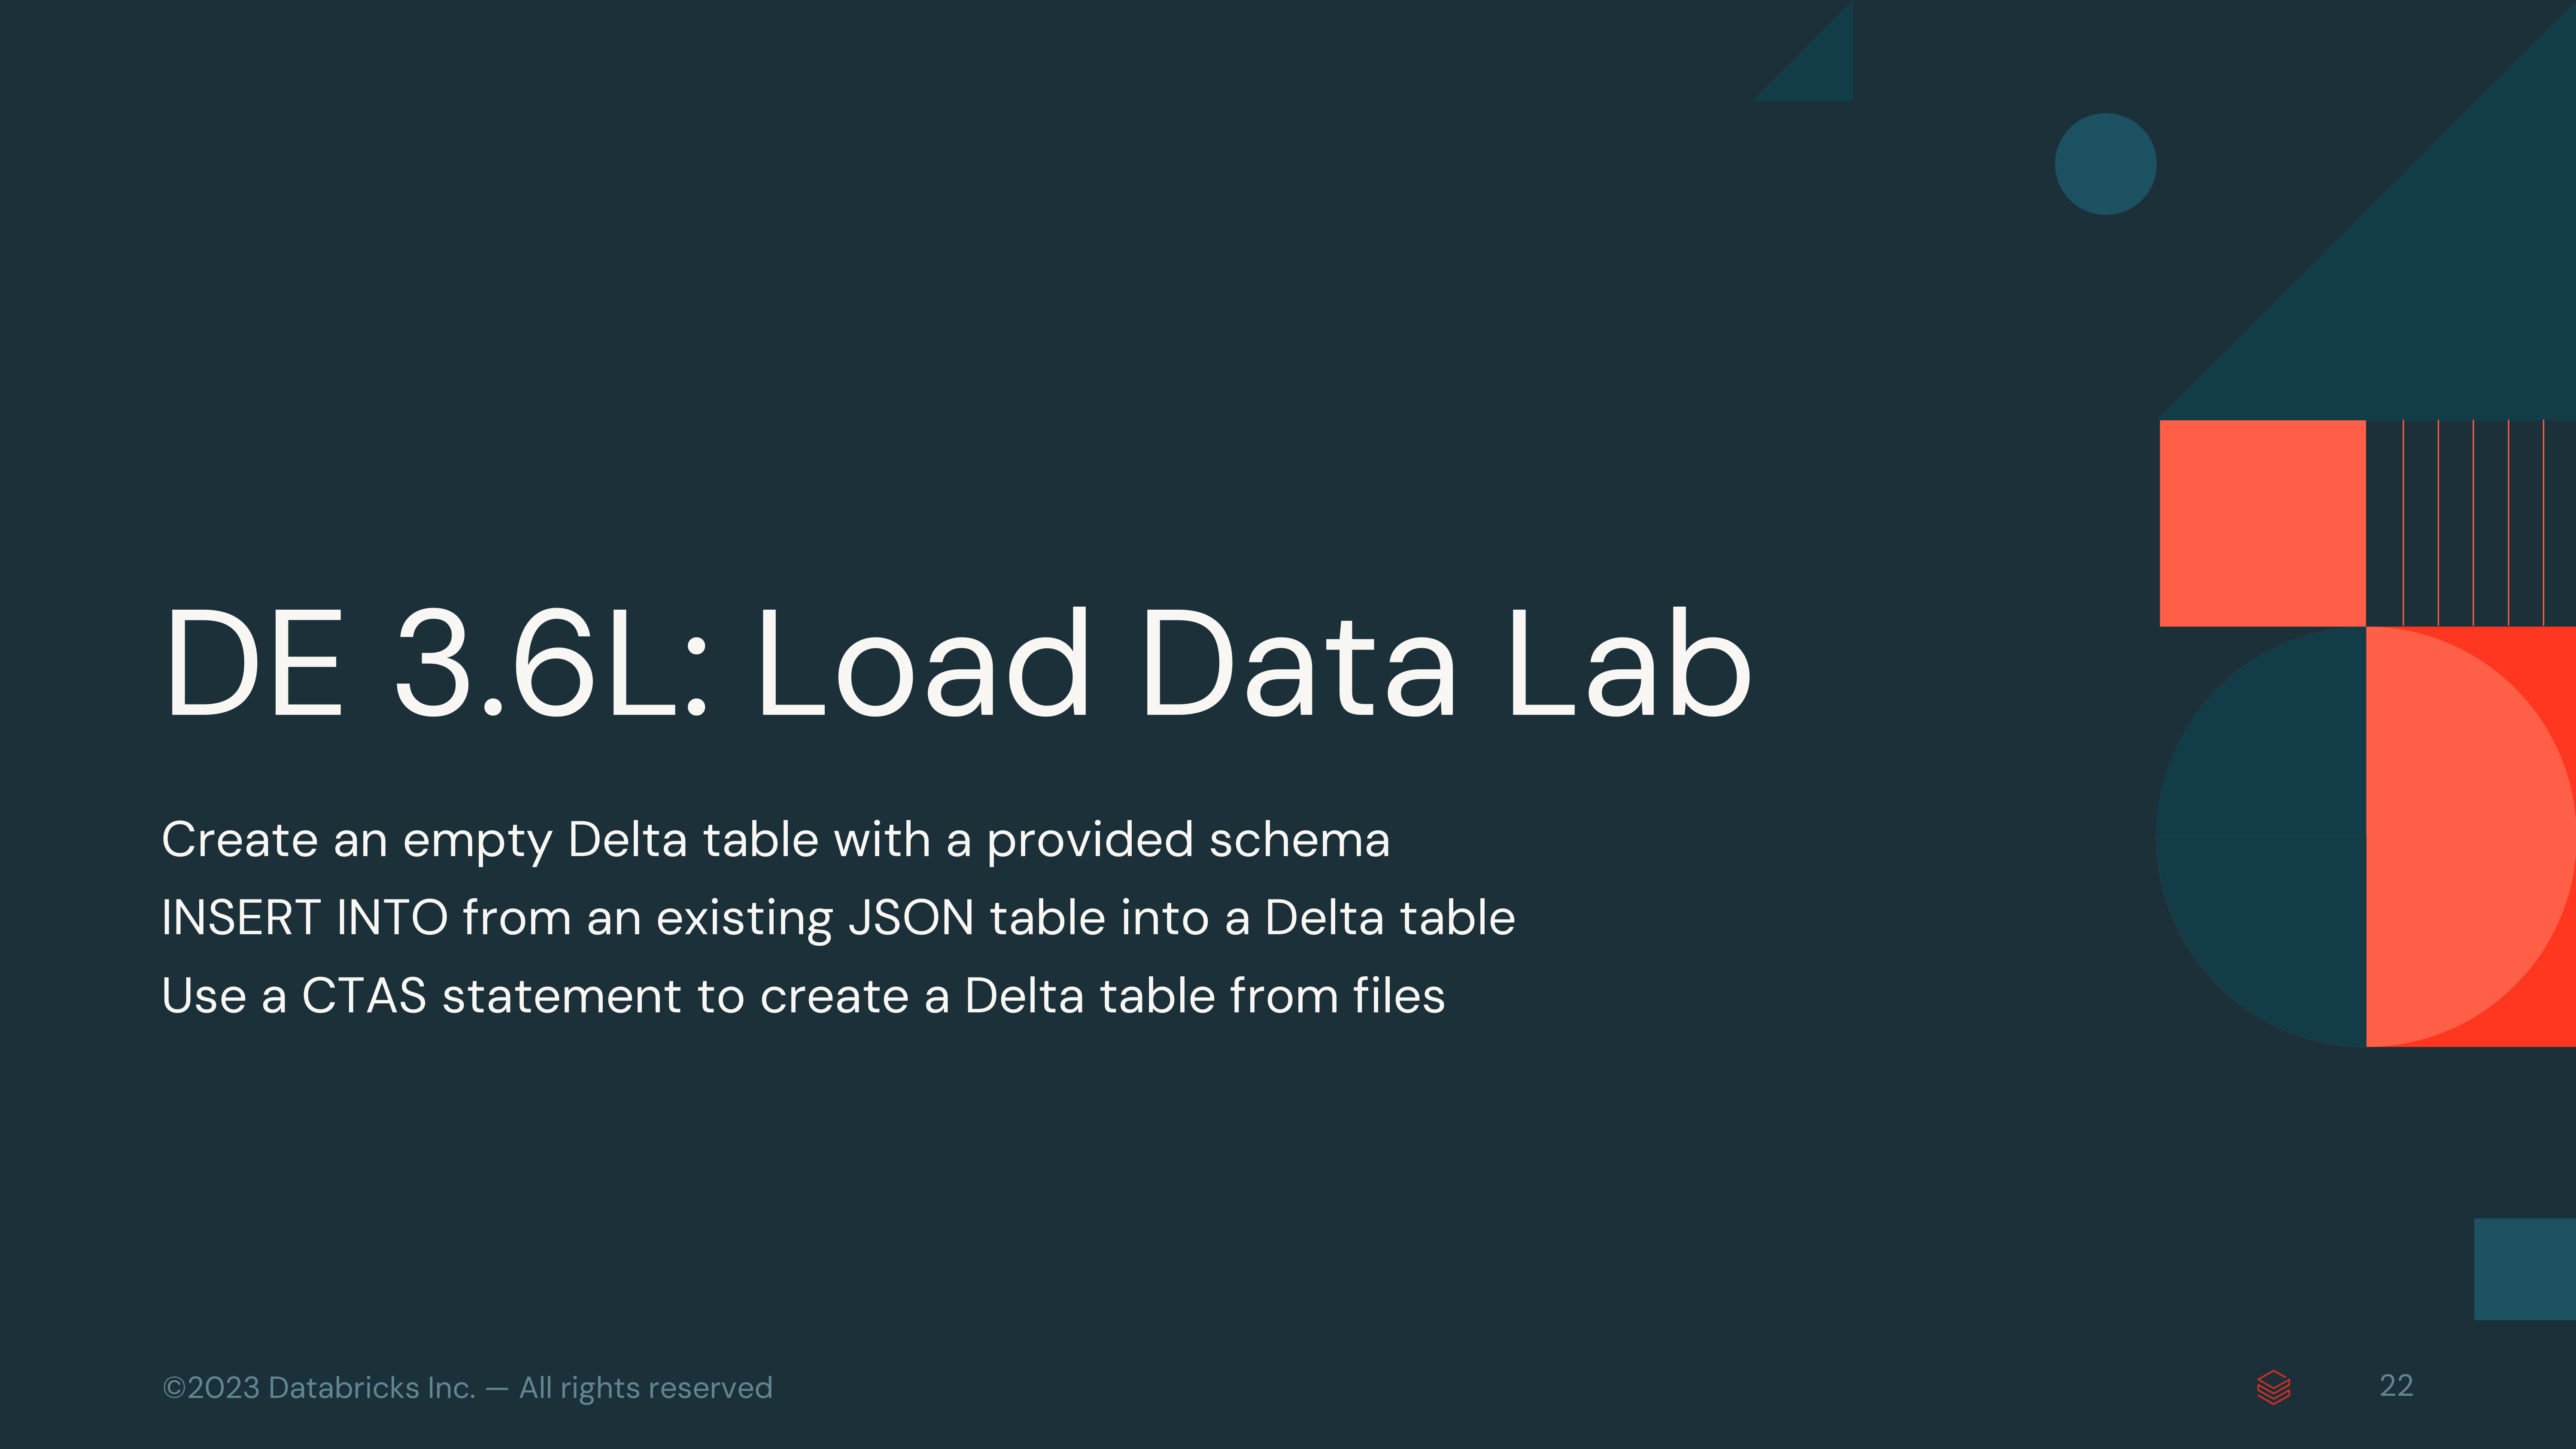 DE 3.6L: Load Data Lab
Create an empty Delta table with a provided schema
INSERT INTO from an existing JSON table into a Delta table
Use a CTAS statement to create a Delta table from files
©2023 Databricks Inc. — All rights reserved
22